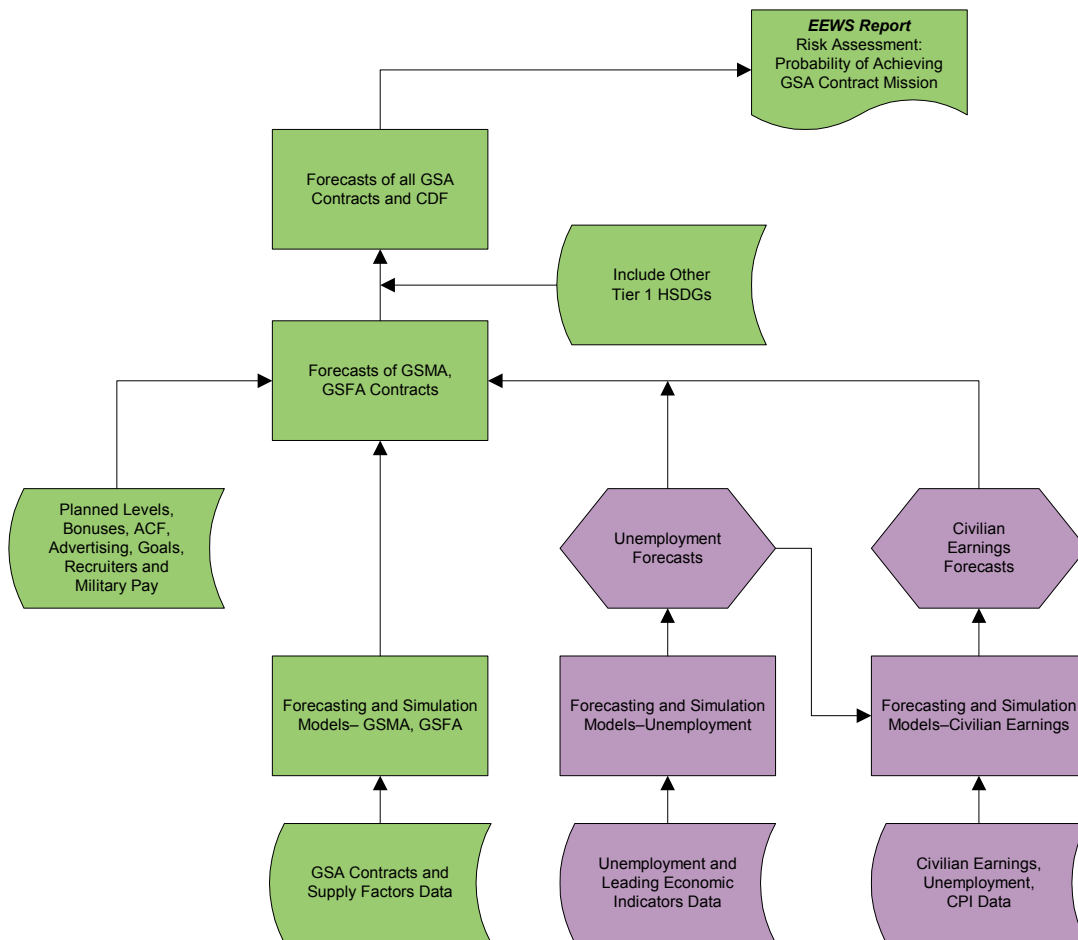 EEWS Report
Risk Assessment:
Probability of Achieving
GSA Contract Mission
Forecasts of all GSA
Contracts and CDF
Include Other
Tier 1 HSDGs
Forecasts of GSMA,
GSFA Contracts
Planned Levels,
Bonuses, ACF,
Advertising, Goals,
Recruiters and
Military Pay
Unemployment
Forecasts
Civilian
Earnings
Forecasts
Forecasting and Simulation
Models– GSMA, GSFA
Forecasting and Simulation
Models–Unemployment
Forecasting and Simulation
Models–Civilian Earnings
GSA Contracts and
Supply Factors Data
Unemployment and
Leading Economic
Indicators Data
Civilian Earnings,
Unemployment,
CPI Data